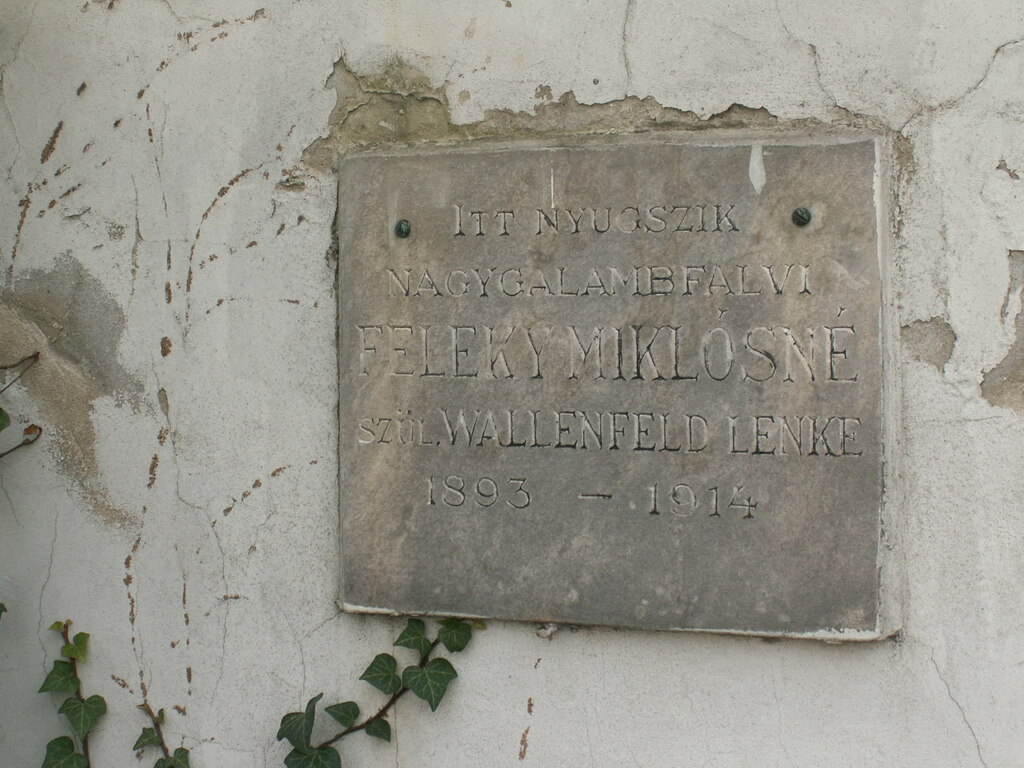 ITT NYUGSZIK
NAGYGALAMBFALVI
FELEKY MIKLÓSNÉ
SZÜL. WALLENFELD LENKE
1893 – 1914